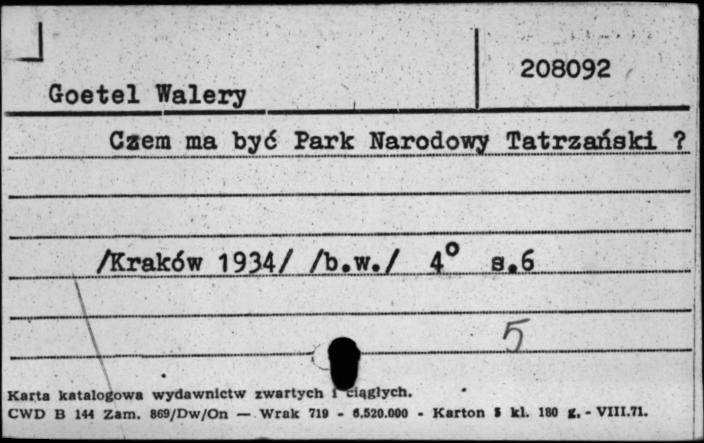 208092
Goetel Walery
Czem ma być Park Narodowy Tatrzański ?
/Kraków 1934/ /b.w./ 4° s.6
5
Karta katalogowa wydawnictw zwartych i ciągłych.
CWD B 144 Zam. 869/Dw/On — Wrak 719 - 6.520.000 - Karton 5 kl. 180 g. - VIII.71.